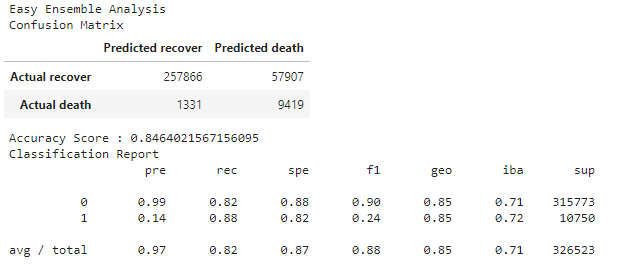 Easy Ensemble Analysis
Confusion Matrix
Predicted recover Predicted death
Actual recover 257866 57907
Actual death 1331 9419
Accuracy Score : 0.8464021567156095
Classification Report
pre rec spe f1 geo iba sup
0 0.99 0.82 0.88 0.90 0.85 0.71 315773
1 0.14 0.88 0.82 0.24 0.85 0.72 10750
avg / total 0.97 0.82 0.87 0.88 0.85 0.71 326523